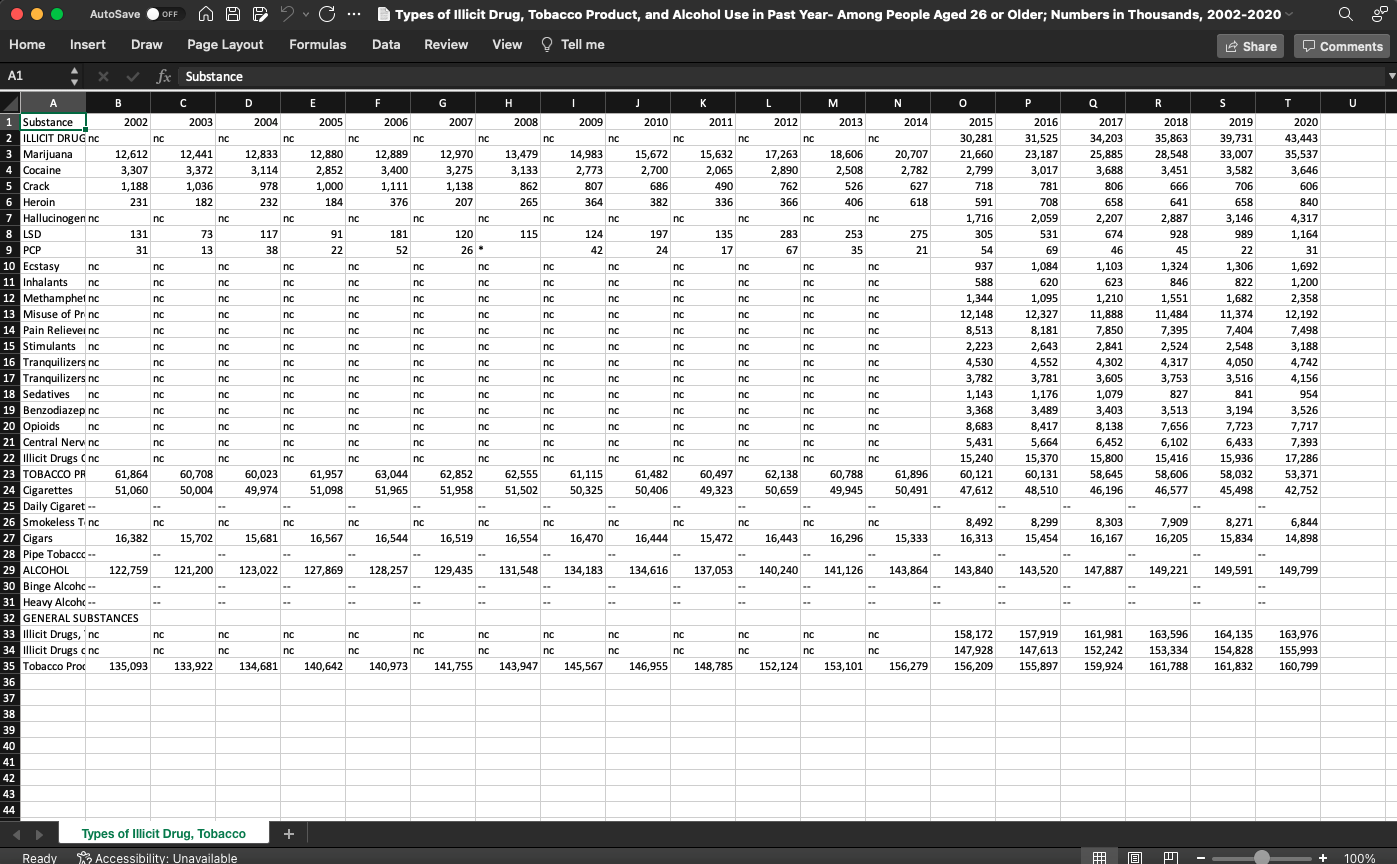 AutoSave OFF Types of Illicit Drug, Tobacco Product, and Alcohol Use in Past Year- Among People Aged 26 or Older; Numbers in Thousands, 2002-2020
Home Insert Draw Page Layout Formulas Data Review View Tell me Share Comments
A1 fx Substance
A B C D E F G H I J K L M N O P Q R S T U
1 Substance 2002 2003 2004 2005 2006 2007 2008 2009 2010 2011 2012 2013 2014 2015 2016 2017 2018 2019 2020
2 ILLICIT DRUG nc nc nc nc nc nc nc nc nc nc nc nc nc 30,281 31,525 34,203 35,863 39,731 43,443
3 Marijuana 12,612 12,441 12,833 12,880 12,889 12,970 13,479 14,983 15,672 15,632 17,263 18,606 20,707 21,660 23,187 25,885 28,548 33,007 35,537
4 Cocaine 3,307 3,372 3,114 2,852 3,400 3,275 3,133 2,773 2,700 2,065 2,890 2,508 2,782 2,799 3,017 3,688 3,451 3,582 3,646
5 Crack 1,188 1,036 978 1,000 1,111 1,138 862 807 686 490 762 526 627 718 781 806 666 706 606
6 Heroin 231 182 232 184 376 207 265 364 382 336 366 406 618 591 708 658 641 658 840
7 Hallucinogen nc nc nc nc nc nc nc nc nc nc nc nc nc 1,716 2,059 2,207 2,887 3,146 4,317
8 LSD 131 73 117 91 181 120 115 124 197 135 283 253 275 305 531 674 928 989 1,164
9 PCP 31 13 38 22 52 26 * 42 24 17 67 35 21 54 69 46 45 22 31
10 Ecstasy nc nc nc nc nc nc nc nc nc nc nc nc nc 937 1,084 1,103 1,324 1,306 1,692
11 Inhalants nc nc nc nc nc nc nc nc nc nc nc nc nc 588 620 623 846 822 1,200
12 Methamphet nc nc nc nc nc nc nc nc nc nc nc nc nc 1,344 1,095 1,210 1,551 1,682 2,358
13 Misuse of Pr nc nc nc nc nc nc nc nc nc nc nc nc nc 12,148 12,327 11,888 11,484 11,374 12,192
14 Pain Reliever nc nc nc nc nc nc nc nc nc nc nc nc nc 8,513 8,181 7,850 7,395 7,404 7,498
15 Stimulants nc nc nc nc nc nc nc nc nc nc nc nc nc 2,223 2,643 2,841 2,524 2,548 3,188
16 Tranquilizers nc nc nc nc nc nc nc nc nc nc nc nc nc 4,530 4,552 4,302 4,317 4,050 4,742
17 Tranquilizers nc nc nc nc nc nc nc nc nc nc nc nc nc 3,782 3,781 3,605 3,753 3,516 4,156
18 Sedatives nc nc nc nc nc nc nc nc nc nc nc nc nc 1,143 1,176 1,079 827 841 954
19 Benzodiazep nc nc nc nc nc nc nc nc nc nc nc nc nc 3,368 3,489 3,403 3,513 3,194 3,526
20 Opioids nc nc nc nc nc nc nc nc nc nc nc nc nc 8,683 8,417 8,138 7,656 7,723 7,717
21 Central Nerv nc nc nc nc nc nc nc nc nc nc nc nc nc 5,431 5,664 6,452 6,102 6,433 7,393
22 Illicit Drugs nc nc nc nc nc nc nc nc nc nc nc nc nc 15,240 15,370 15,800 15,416 15,936 17,286
23 TOBACCO PR 61,864 60,708 60,023 61,957 63,044 62,852 62,555 61,115 61,482 60,497 62,138 60,788 61,896 60,121 60,131 58,645 58,606 58,032 53,371
24 Cigarettes 51,060 50,004 49,974 51,098 51,965 51,958 51,502 50,325 50,406 49,323 50,659 49,945 50,491 47,612 48,510 46,196 46,577 45,498 42,752
25 Daily Cigaret -- -- -- -- -- -- -- -- -- -- -- -- -- -- -- -- -- -- --
26 Smokeless T nc nc nc nc nc nc nc nc nc nc nc nc nc 8,492 8,299 8,303 7,909 8,271 6,844
27 Cigars 16,382 15,702 15,681 16,567 16,544 16,519 16,554 16,470 16,444 15,472 16,443 16,296 15,333 16,313 15,454 16,167 16,205 15,834 14,898
28 Pipe Tobacco -- -- -- -- -- -- -- -- -- -- -- -- -- -- -- -- -- -- --
29 ALCOHOL 122,759 121,200 123,022 127,869 128,257 129,435 131,548 134,183 134,616 137,053 140,240 141,126 143,864 143,840 143,520 147,887 149,221 149,591 149,799
30 Binge Alcoho -- -- -- -- -- -- -- -- -- -- -- -- -- -- -- -- -- -- --
31 Heavy Alcoho -- -- -- -- -- -- -- -- -- -- -- -- -- -- -- -- -- -- --
32 GENERAL SUBSTANCES
33 Illicit Drugs, nc nc nc nc nc nc nc nc nc nc nc nc nc 158,172 157,919 161,981 163,596 164,135 163,976
34 Illicit Drugs o nc nc nc nc nc nc nc nc nc nc nc nc nc 147,928 147,613 152,242 153,334 154,828 155,993
35 Tobacco Prod 135,093 133,922 134,681 140,642 140,973 141,755 143,947 145,567 146,955 148,785 152,124 153,101 156,279 156,209 155,897 159,924 161,788 161,832 160,799
36
37
38
39
40
41
42
43
44
Types of Illicit Drug, Tobacco +
Ready Accessibility: Unavailable 100%